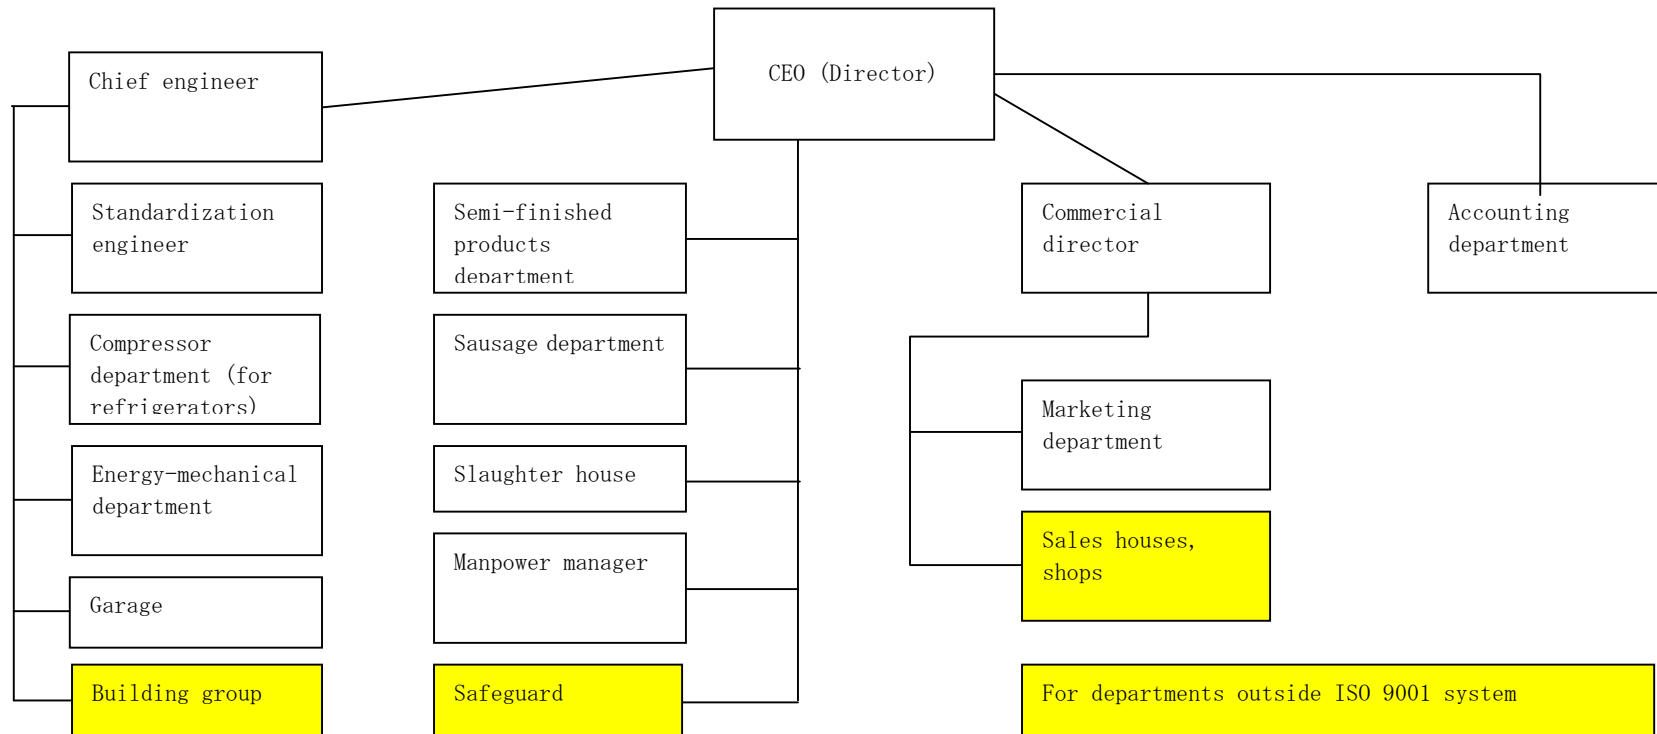 CEO (Director)
Chief engineer
Standardization
engineer
Compressor
department (for
refrigerators)
Energy-mechanical
department
Garage
Building group
Semi-finished
products
department
Sausage department
Slaughter house
Manpower manager
Safeguard
Commercial
director
Marketing
department
Sales houses,
shops
Accounting
department
For departments outside ISO 9001 system